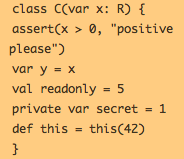 class C(var x: R) {
assert(x > 0, "positive
please")
var y = x
val readonly = 5
private var secret = 1
def this = this(42)
}